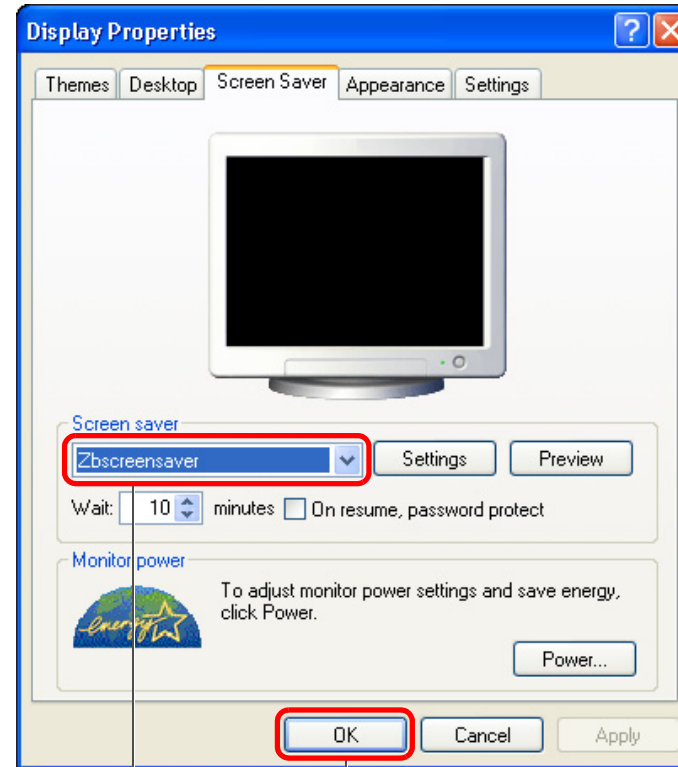 Display Properties
Themes Desktop Screen Saver Appearance Settings
Screen saver
Zbscreensaver Settings Preview
Wait: 10 minutes On resume, password protect
Monitor power
To adjust monitor power settings and save energy,
click Power.
energy
Power...
OK Cancel Apply